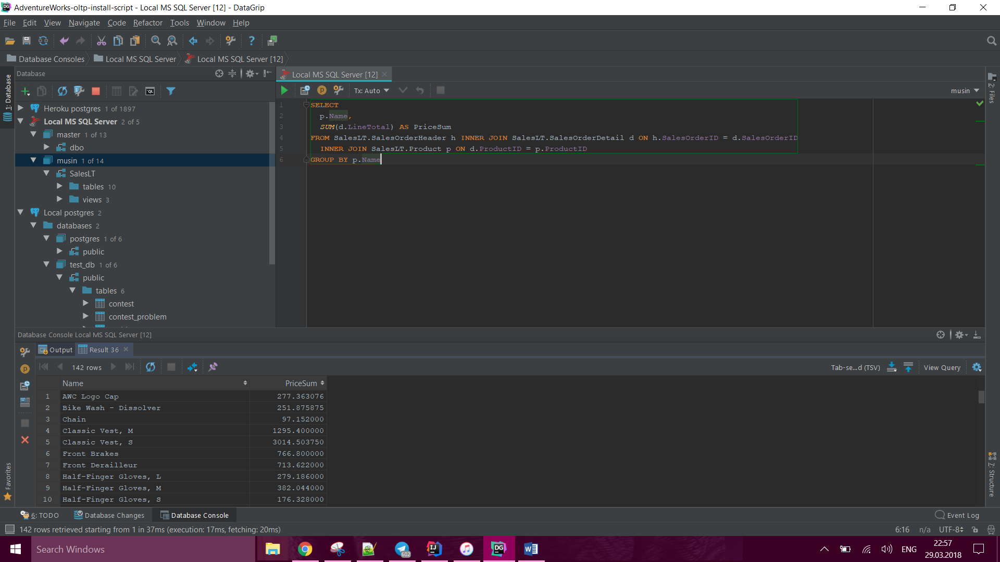 AdventureWorks-oltp-install-script - Local MS SQL Server [12] - DataGrip
File Edit View Navigate Code Refactor Tools Window Help
Database Consoles Local MS SQL Server Local MS SQL Server [12]
Database
Local MS SQL Server [12]
1: Database
2: Files
Tx: Auto
musin
Heroku postgres 1 of 1897
Local MS SQL Server 2 of 5
master 1 of 13
dbo
musin 1 of 14
SalesLT
tables 10
views 3
Local postgres 2
databases 2
postgres 1 of 6
public
test_db 1 of 6
public
tables 6
contest
contest_problem
1 SELECT
2 p.Name,
3 SUM(d.LineTotal) AS PriceSum
4 FROM SalesLT.SalesOrderHeader h INNER JOIN SalesLT.SalesOrderDetail d ON h.SalesOrderID = d.SalesOrderID
5 INNER JOIN SalesLT.Product p ON d.ProductID = p.ProductID
6 GROUP BY p.Name
Database Console Local MS SQL Server [12]
Output Result 36
142 rows
Tab-se...d (TSV) View Query
Name PriceSum
1 AWC Logo Cap 277.363076
2 Bike Wash - Dissolver 251.875875
3 Chain 97.152000
4 Classic Vest, M 1295.400000
5 Classic Vest, S 3014.503750
6 Front Brakes 766.800000
7 Front Derailleur 713.622000
8 Half-Finger Gloves, L 279.186000
9 Half-Finger Gloves, M 382.044000
10 Half-Finger Gloves, S 176.328000
Favorites
7: Structure
6: TODO Database Changes Database Console Event Log
142 rows retrieved starting from 1 in 37ms (execution: 17ms, fetching: 20ms)
6:16 n/a UTF-8
Search Windows
602
ENG
22:57
29.03.2018